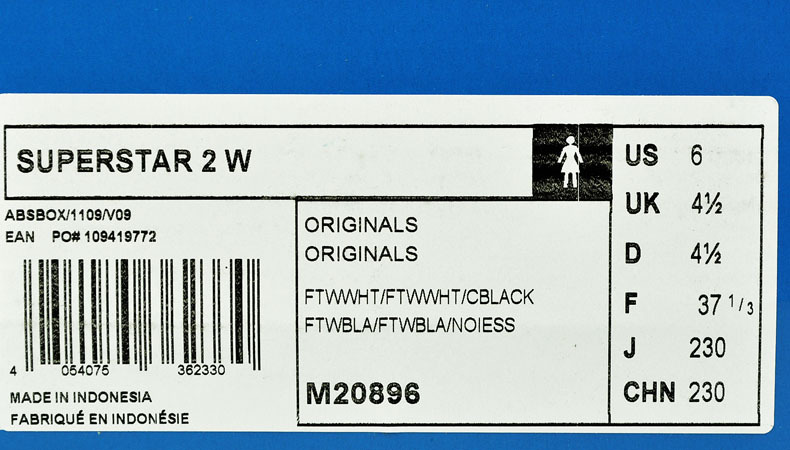 SUPERSTAR 2 W
ABSBOX/1109/V09
EAN PO# 109419772
4 054075 362330
MADE IN INDONESIA
FABRIQUÉ EN INDONÉSIE
ORIGINALS
ORIGINALS
FTWWHT/FTWWHT/CBLACK
FTWBLA/FTWBLA/NOIESS
M20896
US 6
UK 4½
D 4½
F 37 1/3
J 230
CHN 230